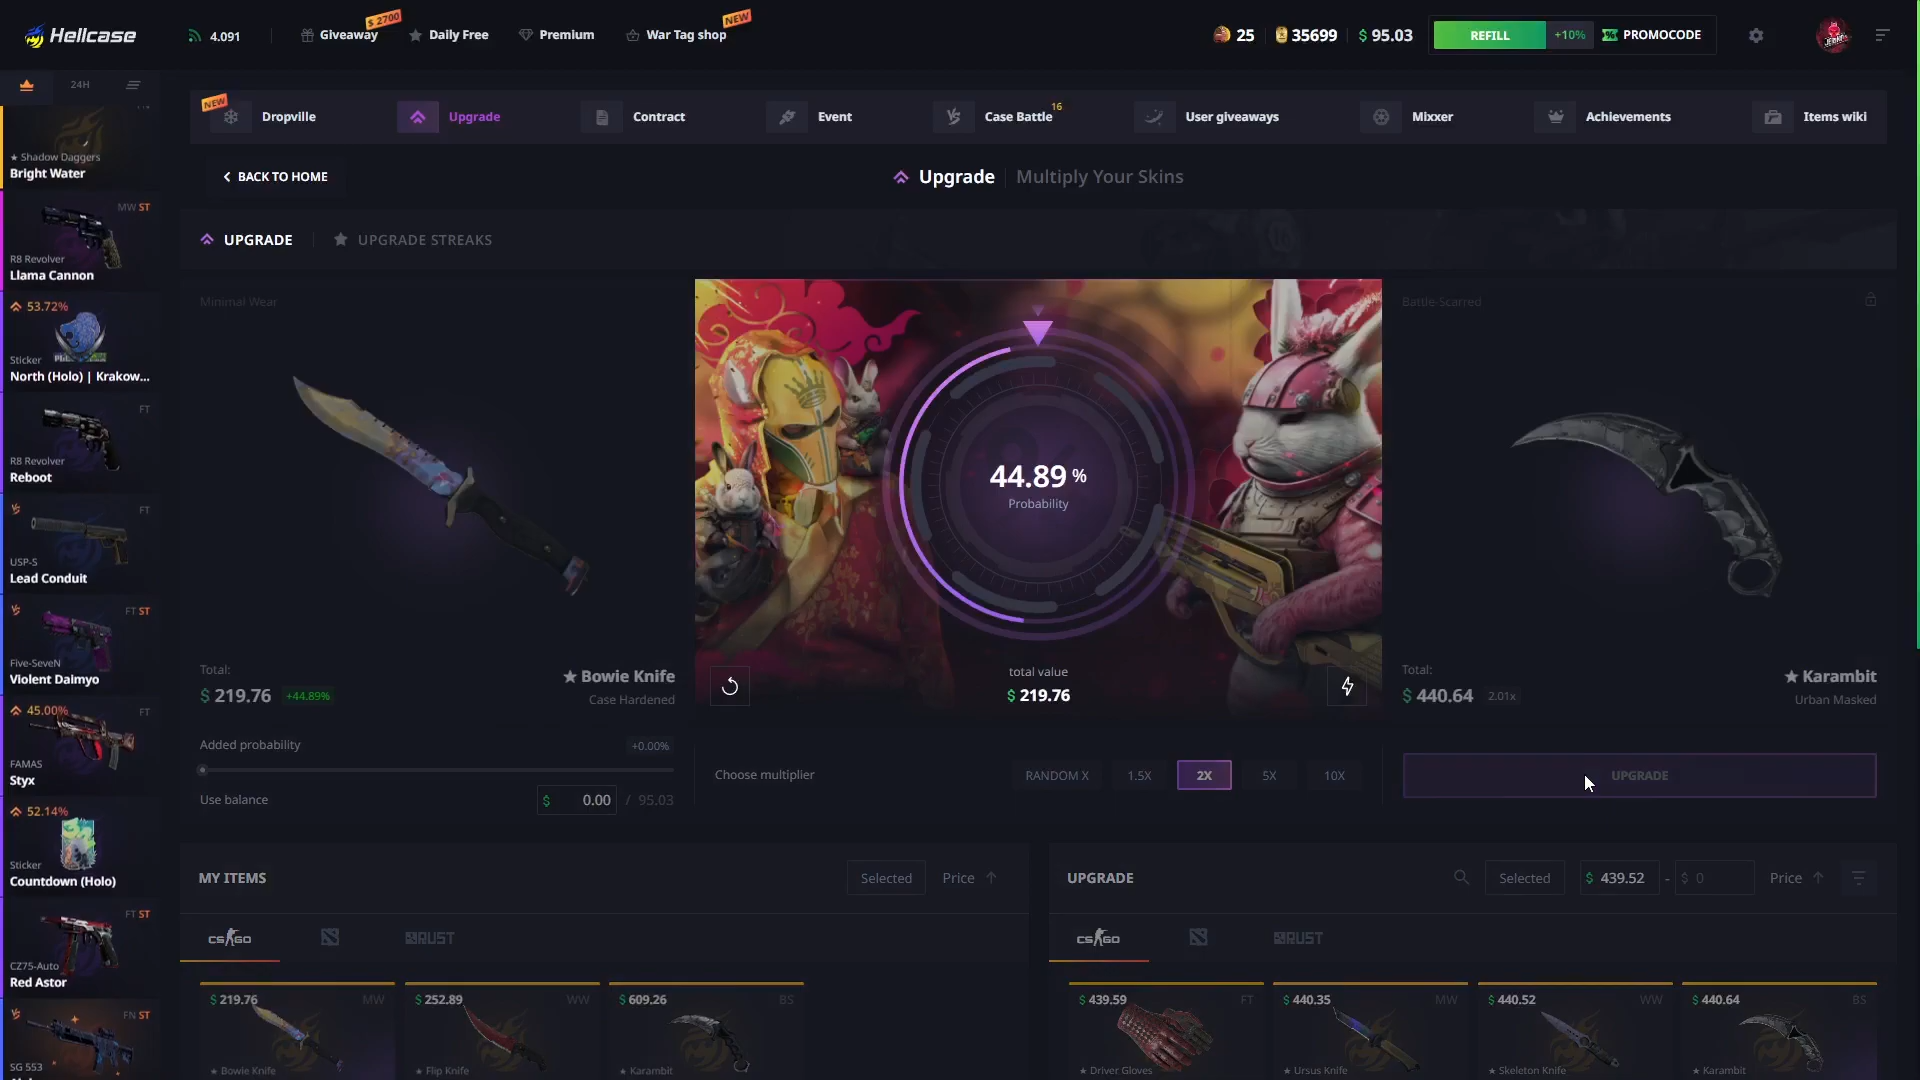 Hellcase
4.091
Giveaway
$ 2700
Daily Free
Premium
War Tag shop
NEW
25
35699
$ 95.03
REFILL
+10%
PROMOCODE
24H
NEW
Dropville
Upgrade
Contract
Event
Case Battle
16
User giveaways
Mixxer
Achievements
Items wiki
BACK TO HOME
Upgrade
Multiply Your Skins
UPGRADE
UPGRADE STREAKS
★ Shadow Daggers
Bright Water
MW ST
R8 Revolver
Llama Cannon
53.72%
Sticker
North (Holo) | Krakow...
FT
R8 Revolver
Reboot
FT
USP-S
Lead Conduit
FT ST
Five-SeveN
Violent Daimyo
45.00%
FT
FAMAS
Styx
52.14%
Sticker
Countdown (Holo)
FT ST
CZ75-Auto
Red Astor
FN ST
SG 553
Minimal Wear
Total:
$ 219.76
+44.89%
★ Bowie Knife
Case Hardened
44.89 %
Probability
total value
$ 219.76
Battle-Scarred
Total:
$ 440.64
2.01x
★ Karambit
Urban Masked
Added probability
+0.00%
Use balance
$ 0.00 / 95.03
Choose multiplier
RANDOM X
1.5X
2X
5X
10X
UPGRADE
MY ITEMS
Selected
Price
CS:GO
RUST
$ 219.76
MW
★ Bowie Knife
$ 252.89
WW
★ Flip Knife
$ 609.26
BS
★ Karambit
UPGRADE
Selected
$ 439.52 - $ 0
Price
CS:GO
RUST
$ 439.59
FT
★ Driver Gloves
$ 440.35
MW
★ Ursus Knife
$ 440.52
WW
★ Skeleton Knife
$ 440.64
BS
★ Karambit